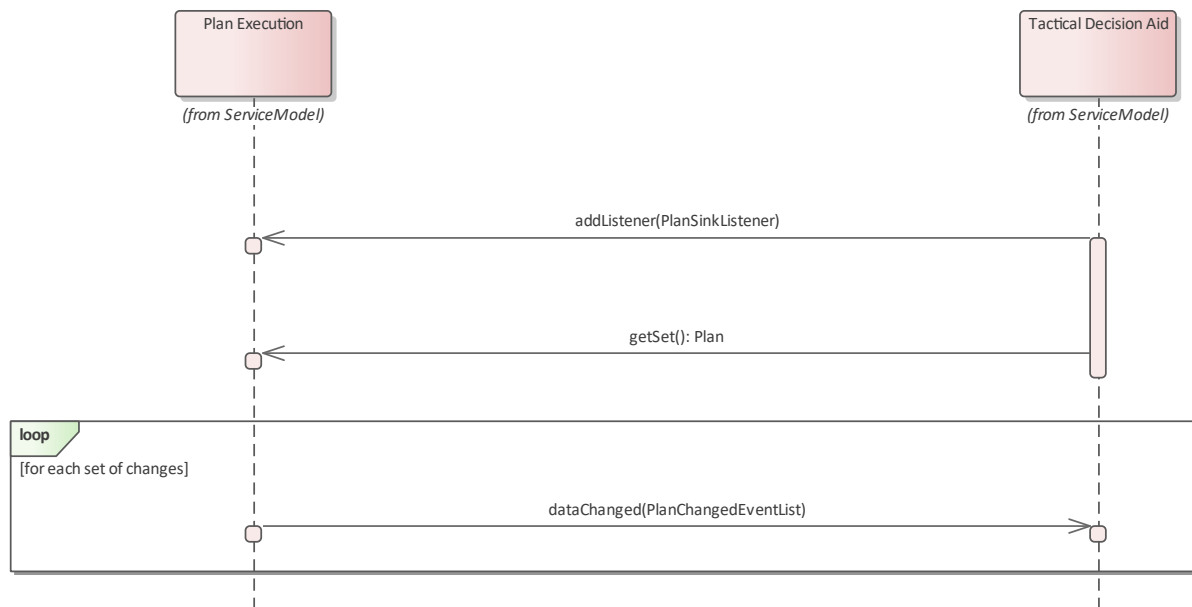 Plan Execution
Tactical Decision Aid
(from ServiceModel)
(from ServiceModel)
addListener(PlanSinkListener)
getSet(): Plan
loop
[for each set of changes]
dataChanged(PlanChangedEventList)